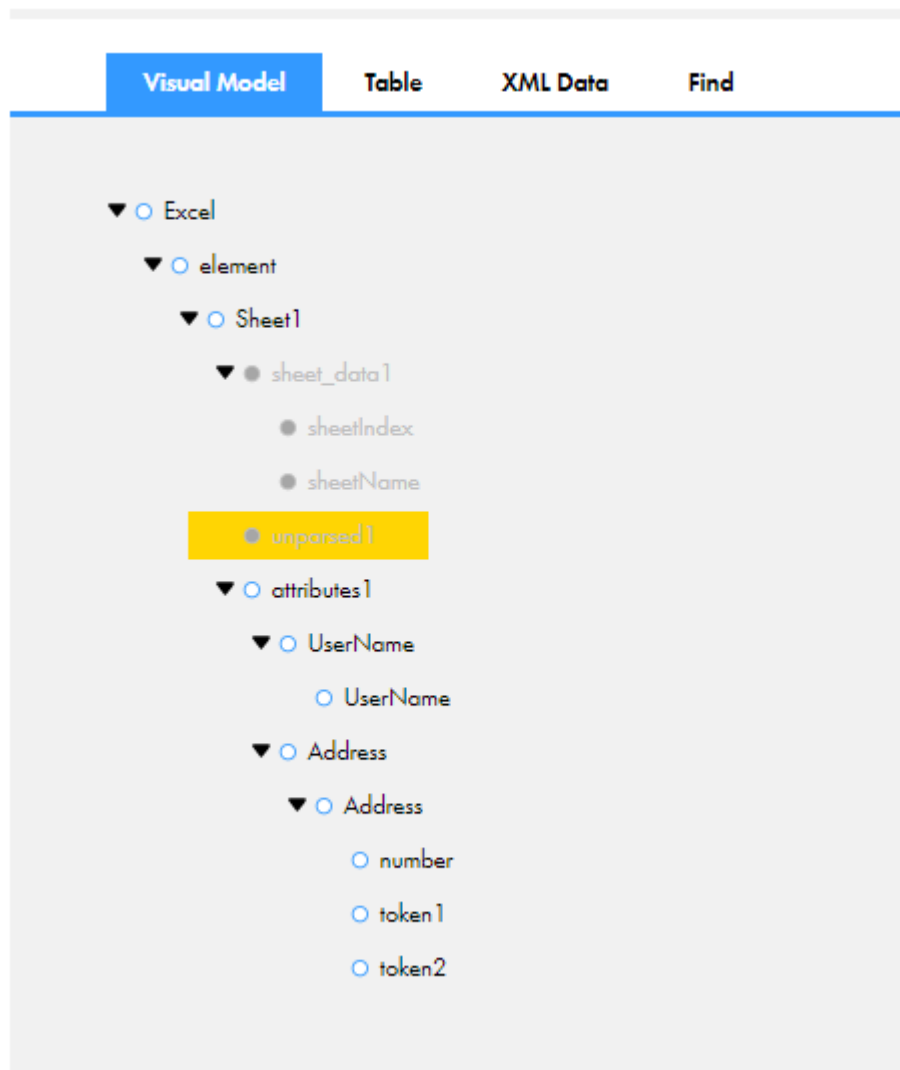 Visual Model Table XML Data Find
Excel
element
Sheet1
sheet_data1
sheetIndex
sheetName
unparsed1
attributes1
UserName
UserName
Address
Address
number
token1
token2